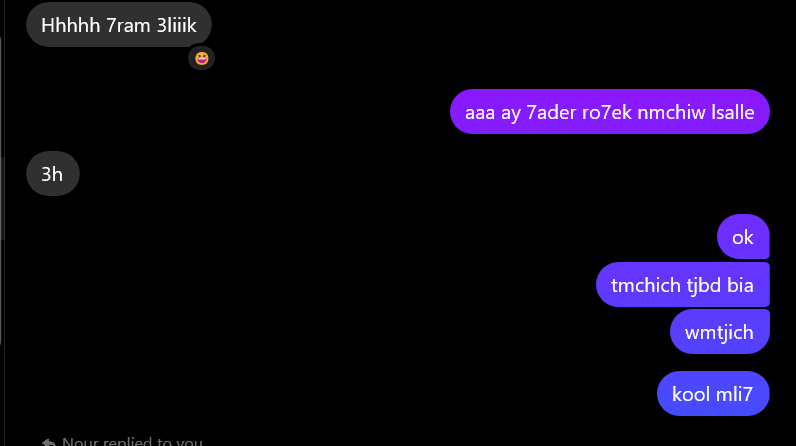 Hhhhh 7ram 3liiik
aaa ay 7ader ro7ek nmchiw lsalle
3h
ok
tmchich tjbd bia
wmtjich
kool mli7
Nour replied to you